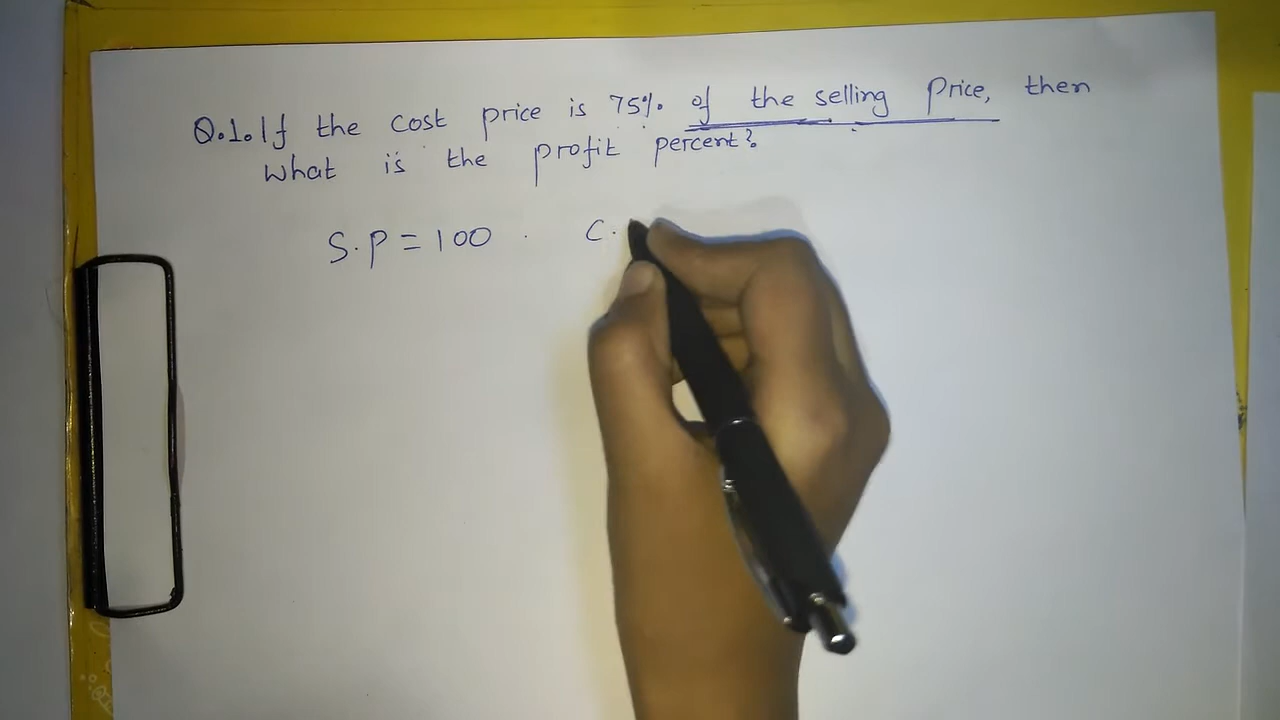 Q.1. If the cost price is 75% of the selling price, then
what is the profit percent?
S.P = 100 C.